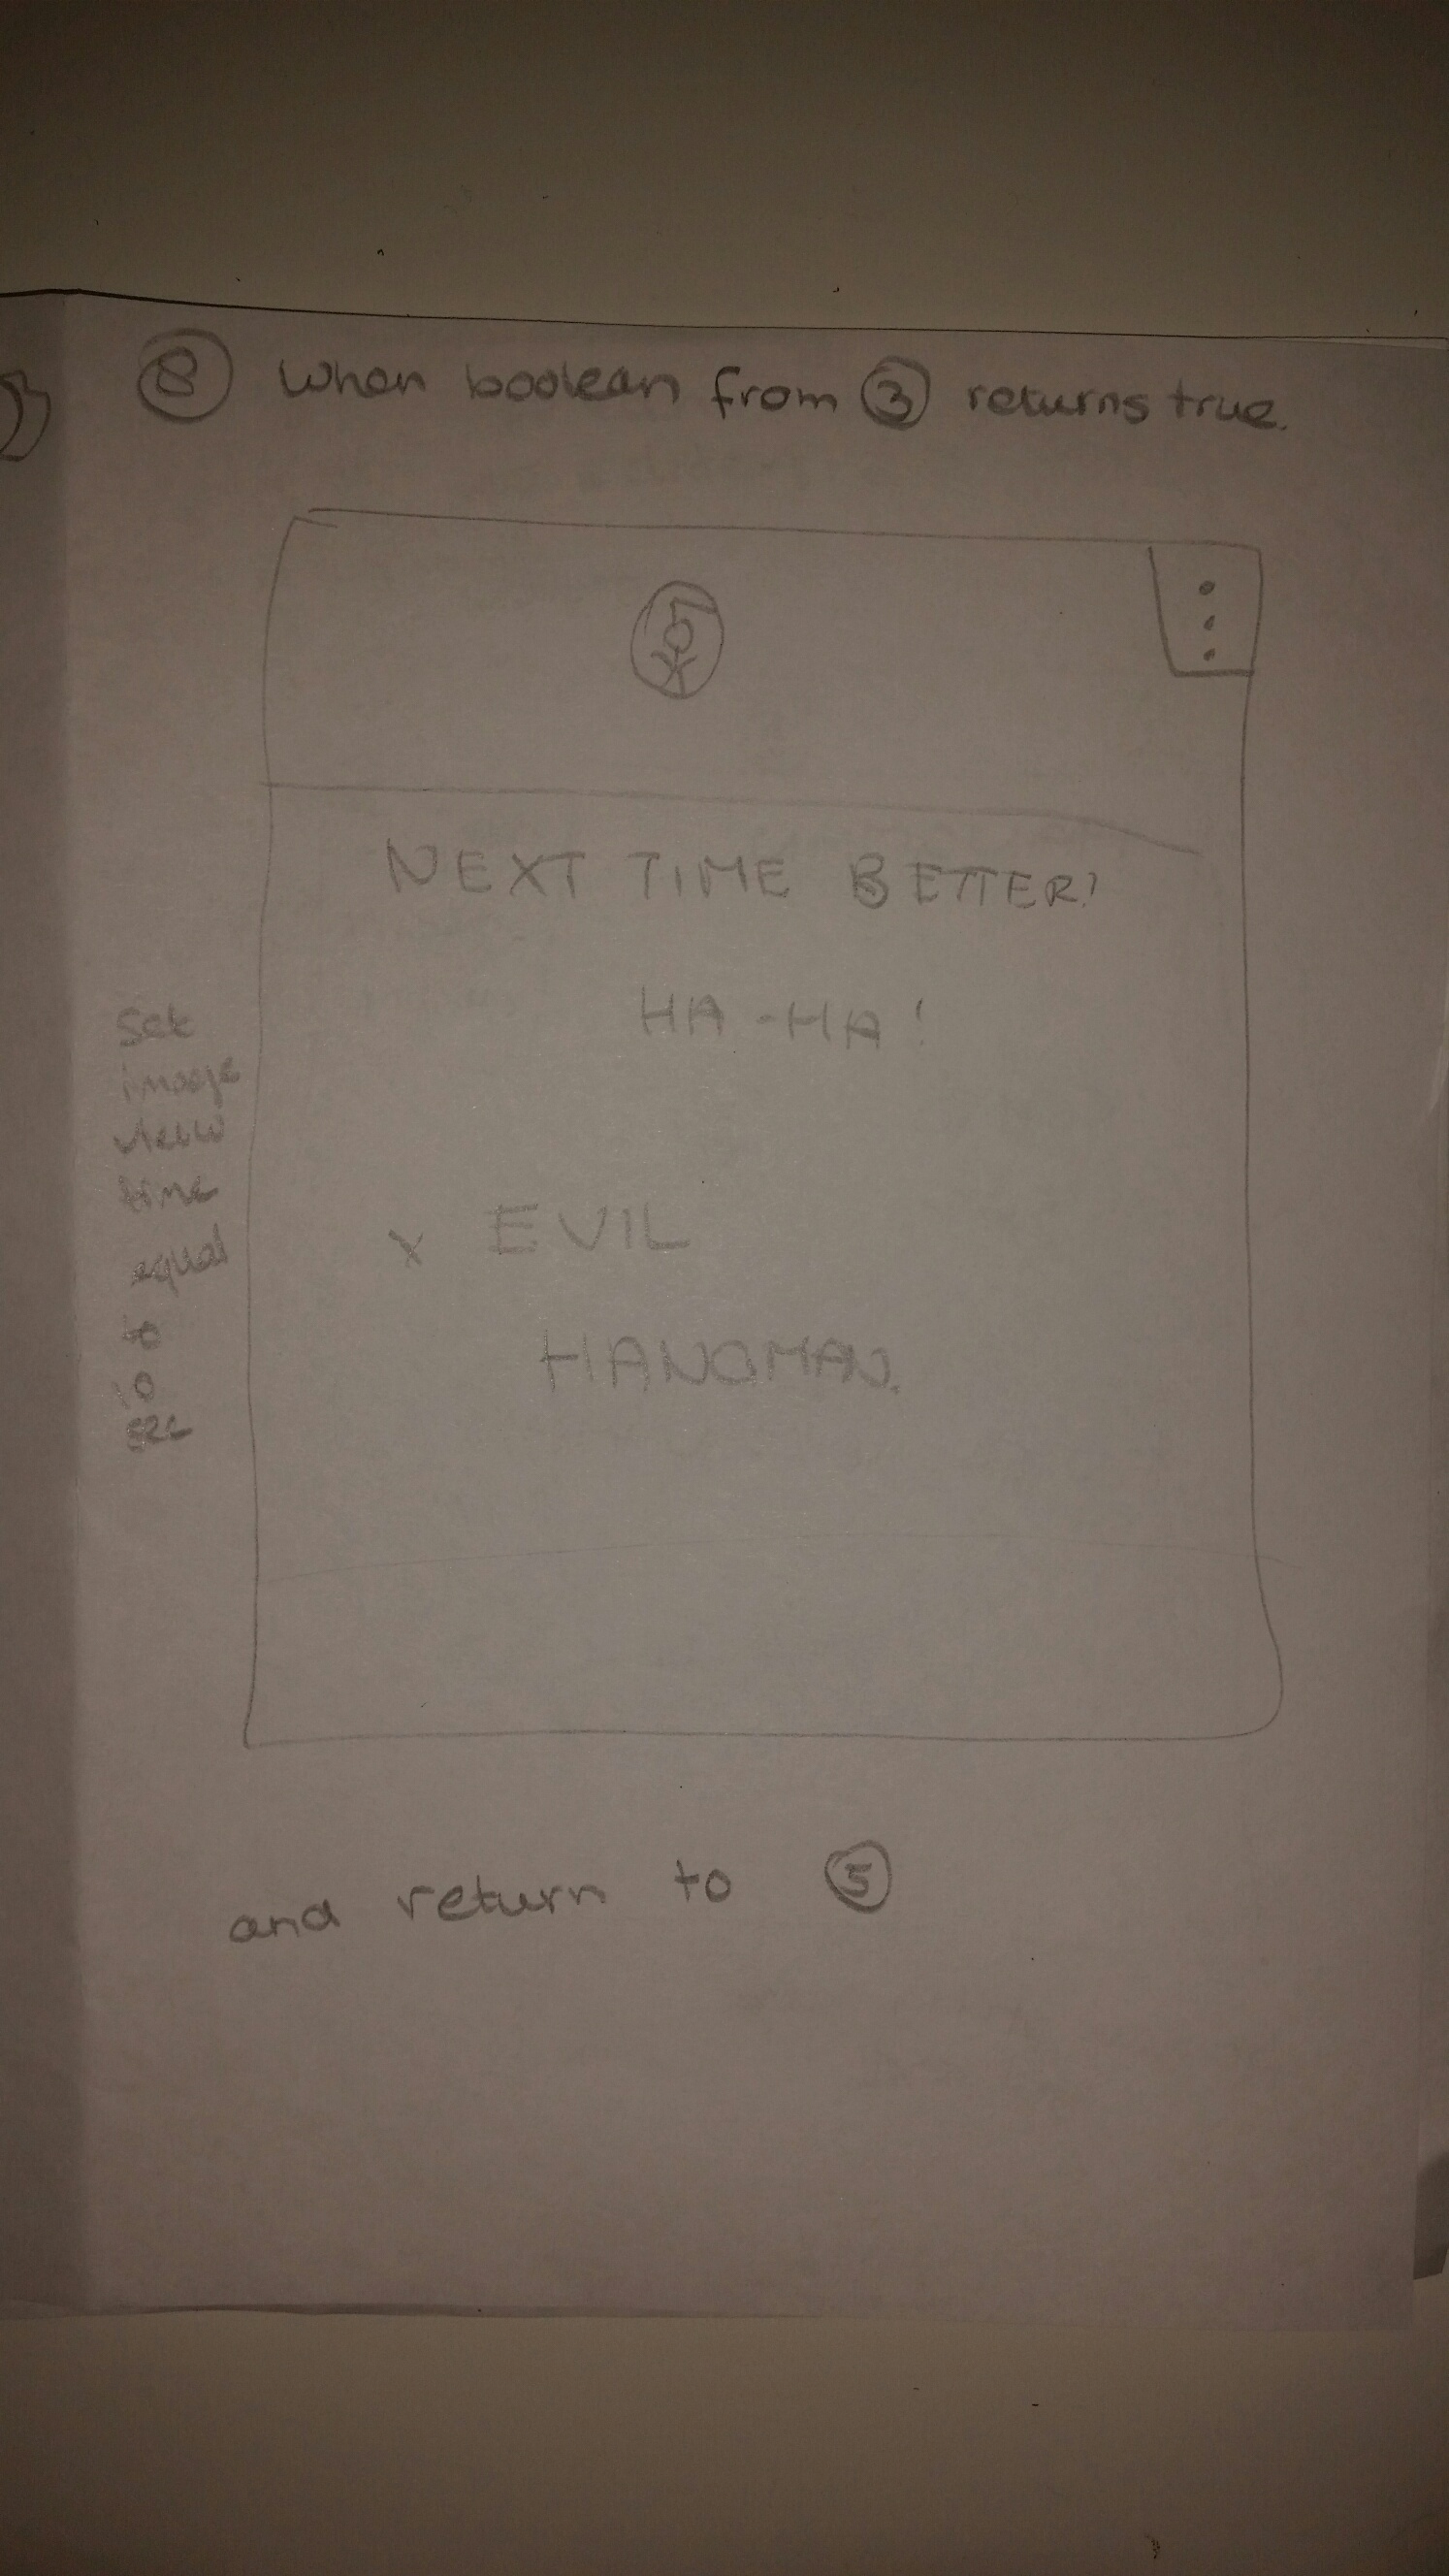 ⑧ When boolean from ③ returns true.
NEXT TIME BETTER!
HA-HA!
Set
image
view
time
equal
to
10
sec
x EVIL
HANGMAN.
and return to ⑤